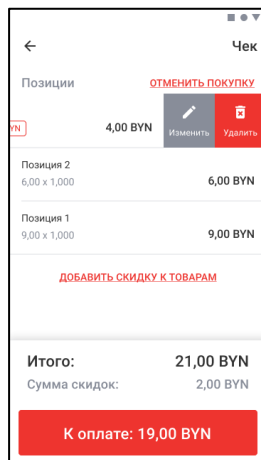 Чек
Позиции ОТМЕНИТЬ ПОКУПКУ
YN 4,00 BYN Изменить Удалить
Позиция 2
6,00 x 1,000 6,00 BYN
Позиция 1
9,00 x 1,000 9,00 BYN
ДОБАВИТЬ СКИДКУ К ТОВАРАМ
Итого: 21,00 BYN
Сумма скидок: 2,00 BYN
К оплате: 19,00 BYN